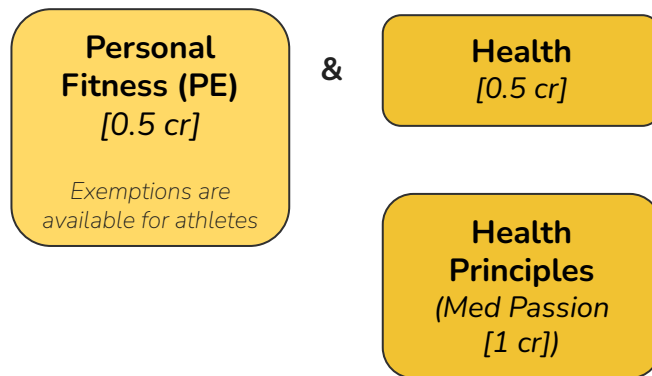 Personal
Fitness (PE)
[0.5 cr]
Exemptions are
available for athletes
&
Health
[0.5 cr]
Health
Principles
(Med Passion
[1 cr])